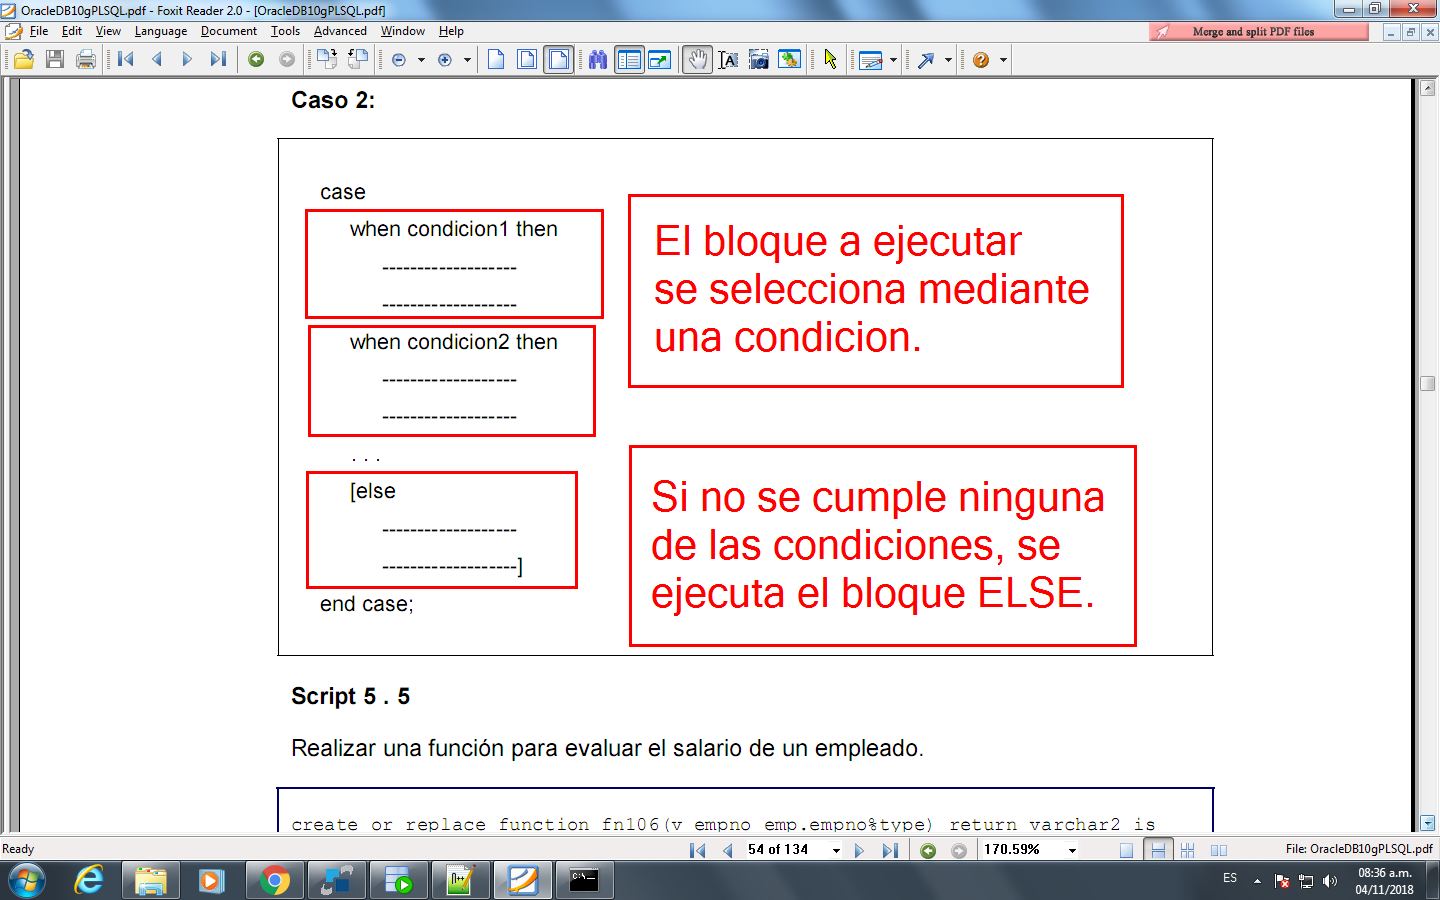 OracleDB10gPLSQL.pdf - Foxit Reader 2.0 - [OracleDB10gPLSQL.pdf]
File Edit View Language Document Tools Advanced Window Help
Merge and split PDF files
Caso 2:
case
when condicion1 then
-------------------
-------------------
when condicion2 then
-------------------
-------------------
. . .
[else
-------------------
-------------------]
end case;
El bloque a ejecutar
se selecciona mediante
una condicion.
Si no se cumple ninguna
de las condiciones, se
ejecuta el bloque ELSE.
Script 5 . 5
Realizar una función para evaluar el salario de un empleado.
create or replace function fn106(v_empno emp.empno%type) return varchar2 is
Ready
54 of 134
170.59%
File: OracleDB10gPLSQL.pdf
ES
08:36 a.m.
04/11/2018